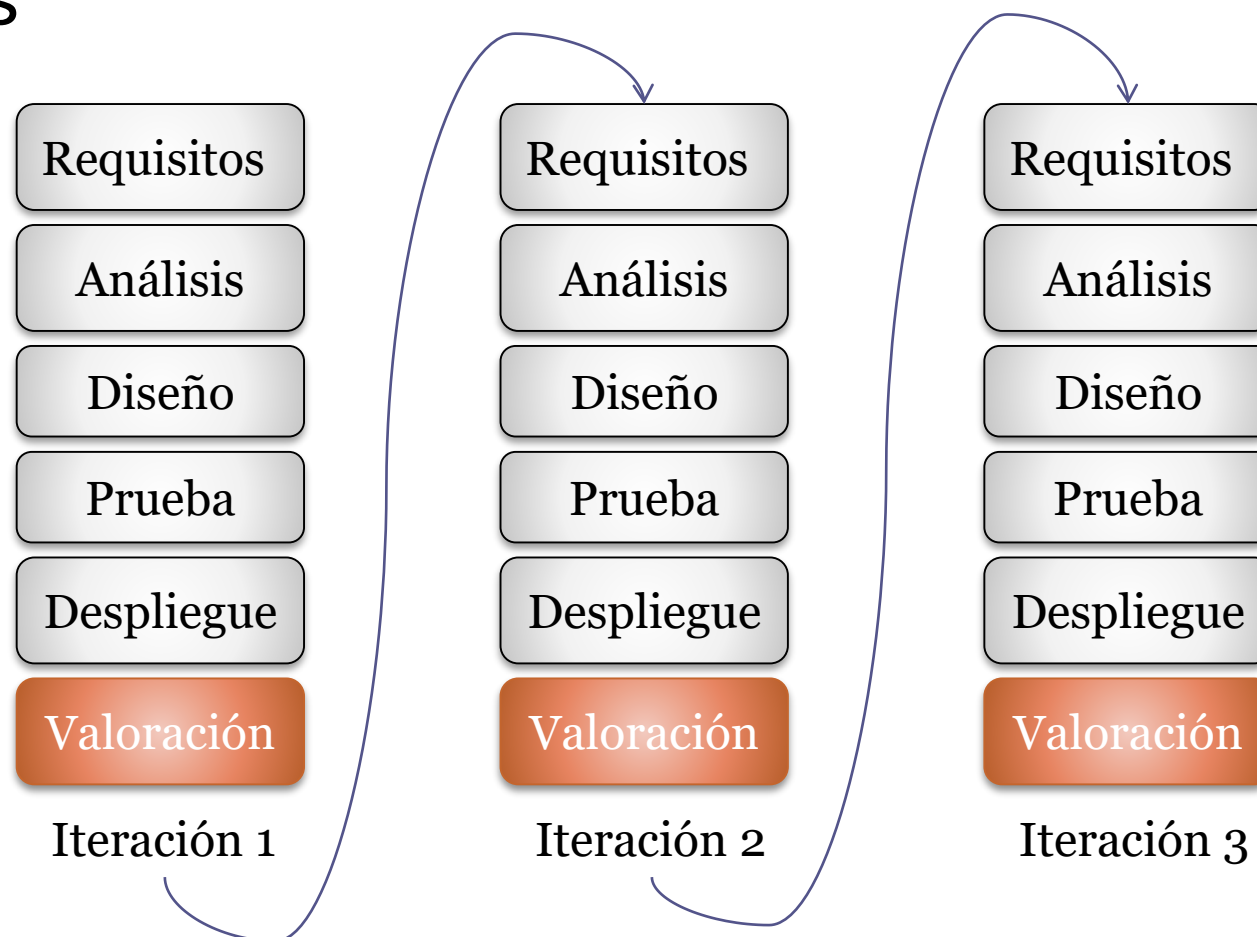 Requisitos
Análisis
Diseño
Prueba
Despliegue
Valoración
Iteración 1
Requisitos
Análisis
Diseño
Prueba
Despliegue
Valoración
Iteración 2
Requisitos
Análisis
Diseño
Prueba
Despliegue
Valoración
Iteración 3